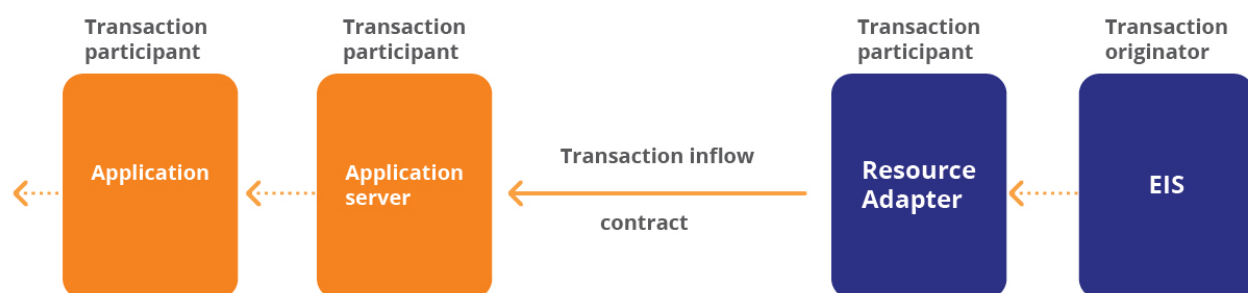 Transaction
participant
Transaction
participant
Transaction
participant
Transaction
originator
Application
Application
server
Transaction inflow
contract
Resource
Adapter
EIS